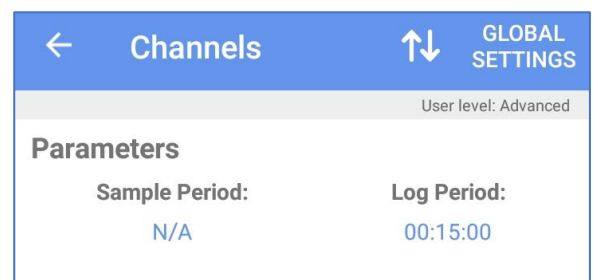 Channels
GLOBAL
SETTINGS
User level: Advanced
Parameters
Sample Period: Log Period:
N/A 00:15:00